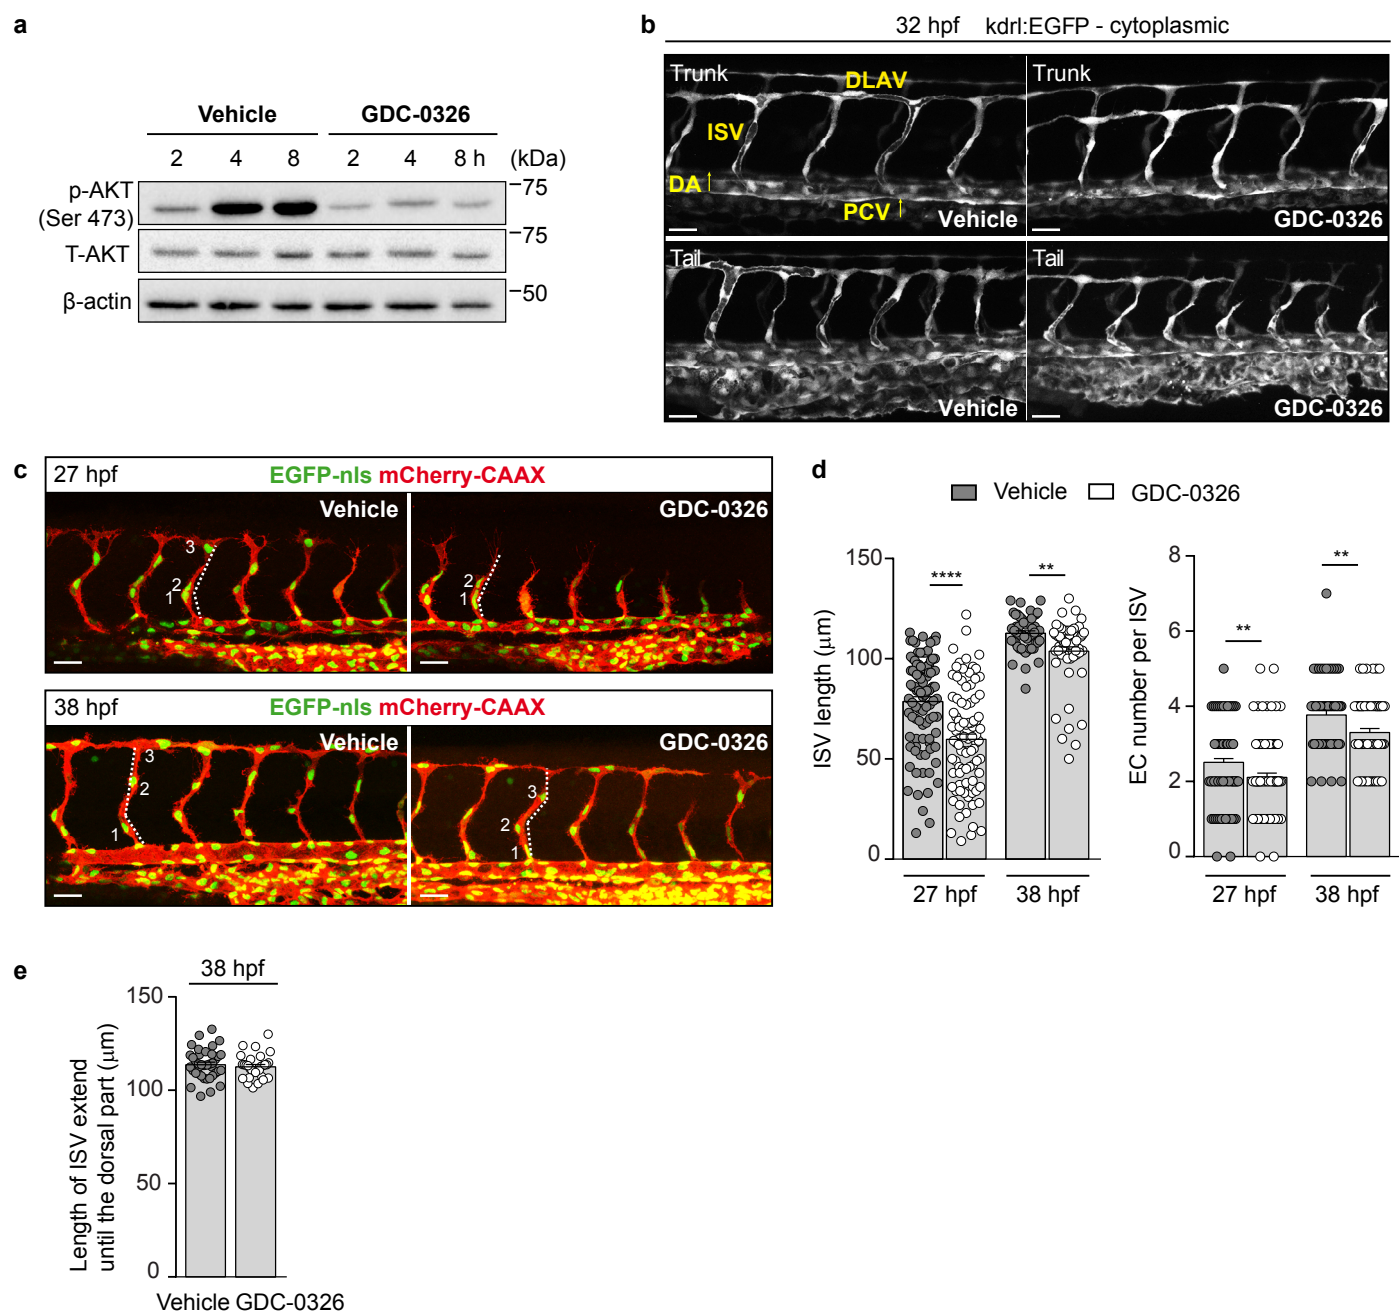 a
Vehicle GDC-0326
2 4 8 2 4 8 h (kDa)
p-AKT
(Ser 473)
75
T-AKT
75
β-actin
50
b
32 hpf kdrl:EGFP - cytoplasmic
Trunk
DLAV
ISV
DA
PCV
Vehicle
Trunk
GDC-0326
Tail
Vehicle
Tail
GDC-0326
c
27 hpf EGFP-nls mCherry-CAAX
Vehicle
3
2
1
GDC-0326
2
1
38 hpf EGFP-nls mCherry-CAAX
Vehicle
3
2
1
GDC-0326
3
2
1
d
Vehicle GDC-0326
ISV length (μm)
150
100
50
0
**** **
27 hpf 38 hpf
EC number per ISV
8
6
4
2
0
** **
27 hpf 38 hpf
e
38 hpf
Length of ISV extend
until the dorsal part (μm)
150
100
50
0
Vehicle GDC-0326